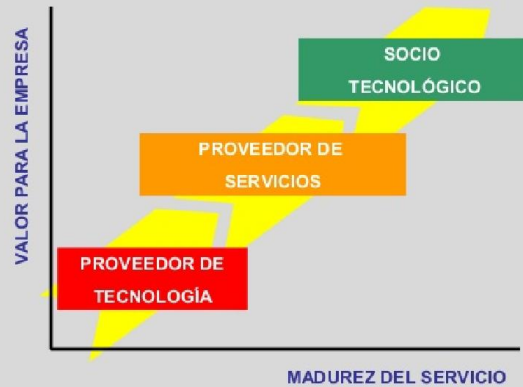 VALOR PARA LA EMPRESA
SOCIO
TECNOLÓGICO
PROVEEDOR DE
SERVICIOS
PROVEEDOR DE
TECNOLOGÍA
MADUREZ DEL SERVICIO